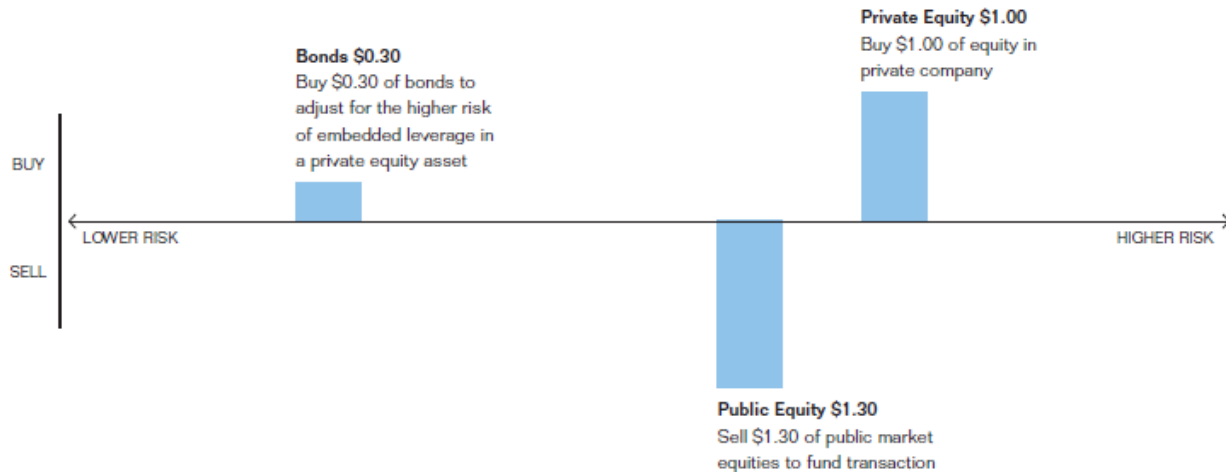 Private Equity $1.00
Buy $1.00 of equity in
private company
Bonds $0.30
Buy $0.30 of bonds to
adjust for the higher risk
of embedded leverage in
a private equity asset
BUY
LOWER RISK
HIGHER RISK
SELL
Public Equity $1.30
Sell $1.30 of public market
equities to fund transaction